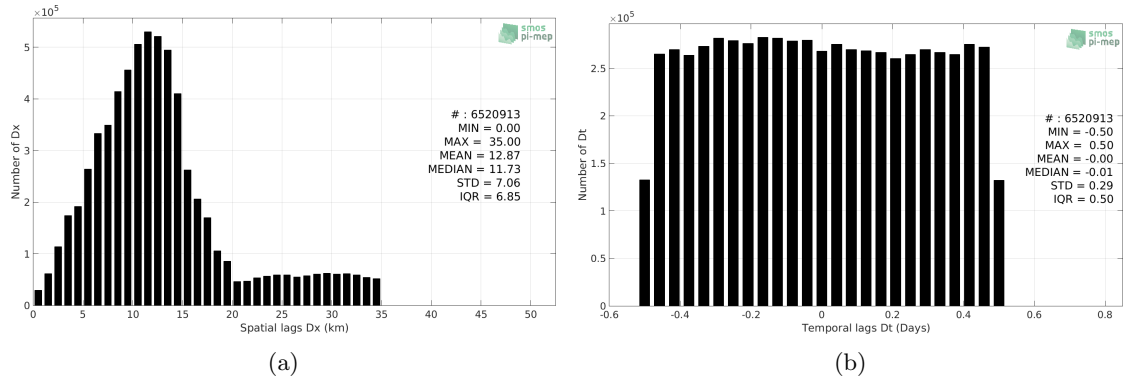 ×10⁵
5
4
3
2
1
0
Number of Dx
0 5 10 15 20 25 30 35 40 45 50
Spatial lags Dx (km)
smos
pi-mep
# : 6520913
MIN = 0.00
MAX = 35.00
MEAN = 12.87
MEDIAN = 11.73
STD = 7.06
IQR = 6.85
(a)
×10⁵
2.5
2
1.5
1
0.5
0
Number of Dt
-0.6 -0.4 -0.2 0 0.2 0.4 0.6 0.8
Temporal lags Dt (Days)
smos
pi-mep
# : 6520913
MIN = -0.50
MAX = 0.50
MEAN = -0.00
MEDIAN = -0.01
STD = 0.29
IQR = 0.50
(b)